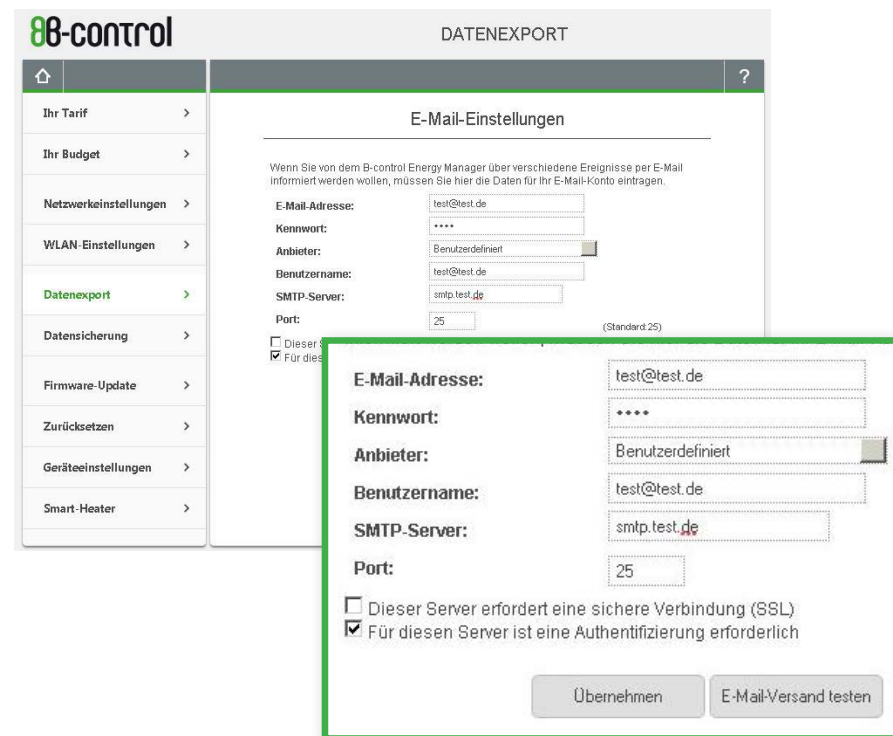 B-control
DATENEXPORT
?
Ihr Tarif >
Ihr Budget >
Netzwerkeinstellungen >
WLAN-Einstellungen >
Datenexport >
Datensicherung >
Firmware-Update >
Zurücksetzen >
Geräteeinstellungen >
Smart-Heater >
E-Mail-Einstellungen
Wenn Sie von dem B-control Energy Manager über verschiedene Ereignisse per E-Mail
informiert werden wollen, müssen Sie hier die Daten für Ihr E-Mail-Konto eintragen.
E-Mail-Adresse: test@test.de
Kennwort: ••••
Anbieter: Benutzerdefiniert
Benutzername: test@test.de
SMTP-Server: smtp.test.de
Port: 25 (Standard:25)
Dieser
Für dies
E-Mail-Adresse: test@test.de
Kennwort: ••••
Anbieter: Benutzerdefiniert
Benutzername: test@test.de
SMTP-Server: smtp.test.de
Port: 25
Dieser Server erfordert eine sichere Verbindung (SSL)
Für diesen Server ist eine Authentifizierung erforderlich
Übernehmen E-Mail-Versand testen